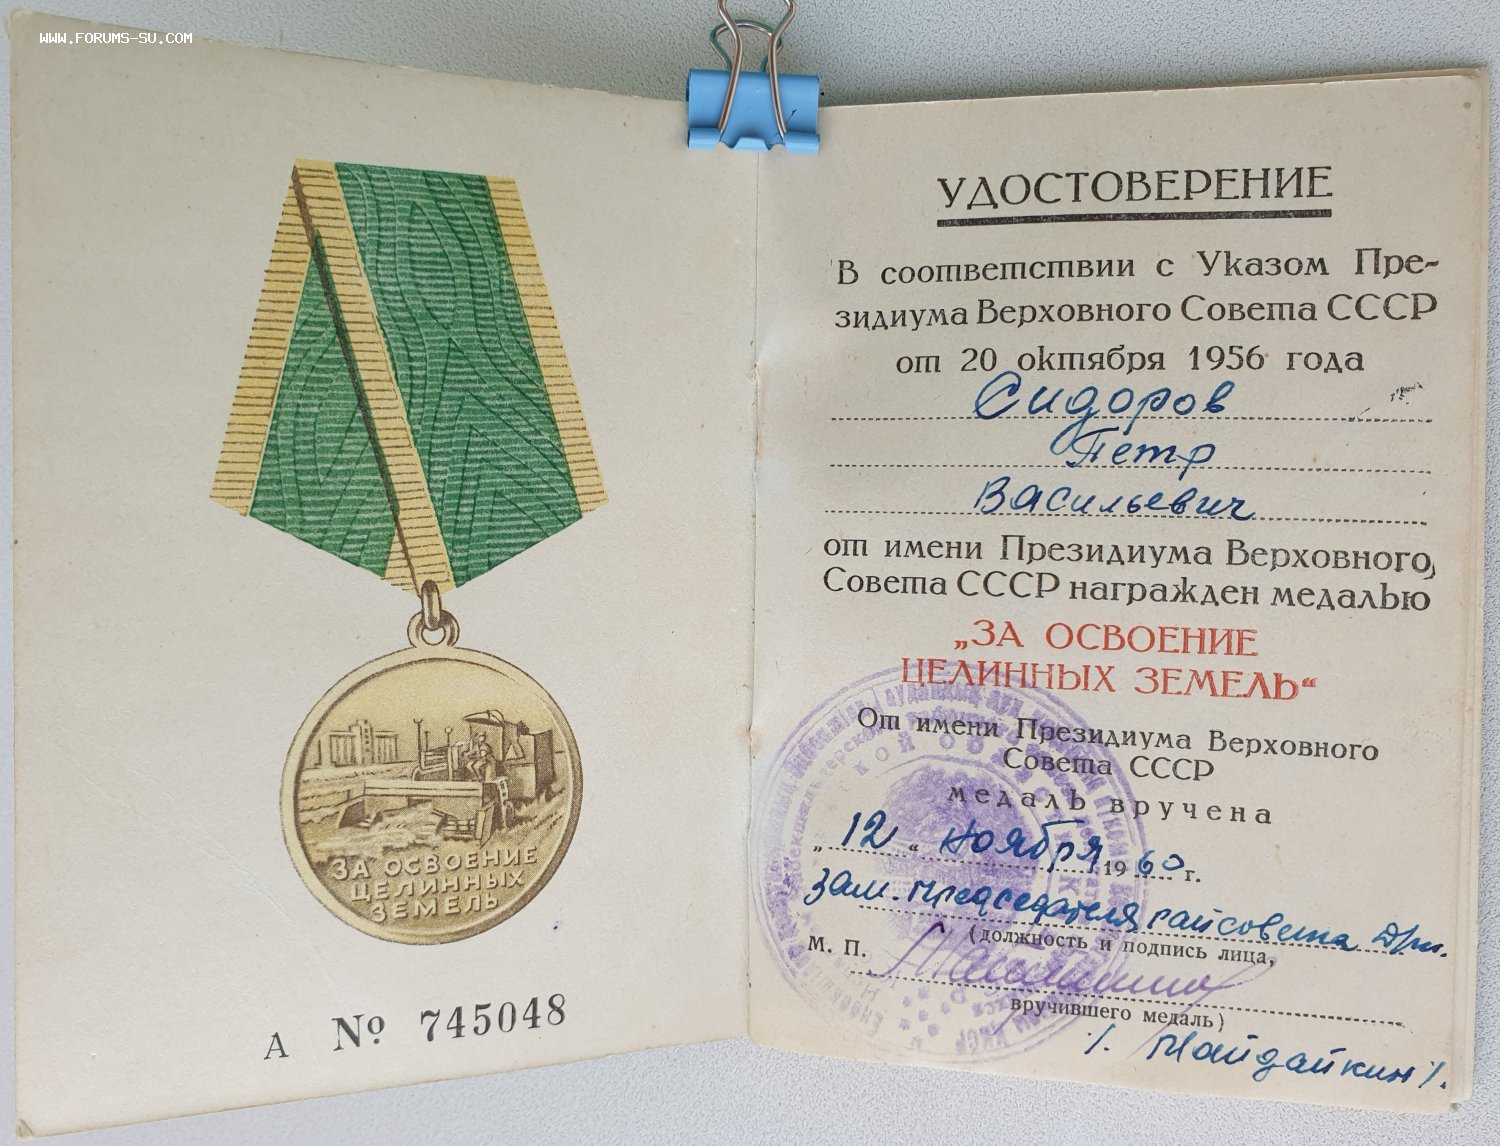 WWW.FORUMS-SU.COM
ЗА ОСВОЕНИЕ
ЦЕЛИННЫХ
ЗЕМЕЛЬ
А № 745048
УДОСТОВЕРЕНИЕ
В соответствии с Указом Пре-
зидиума Верховного Совета СССР
от 20 октября 1956 года
Сидоров
Петр
Васильевич
от имени Президиума Верховного
Совета СССР награжден медалью
„ЗА ОСВОЕНИЕ
ЦЕЛИННЫХ ЗЕМЕЛЬ“
От имени Президиума Верховного
Совета СССР
медаль вручена
„ 12 “ ноября 1960 г.
Зам. председателя райсовета
(должность и подпись лица,
М. П.
вручившего медаль)
/. Майданкин /.
КОЙ ОБЛАСТИ